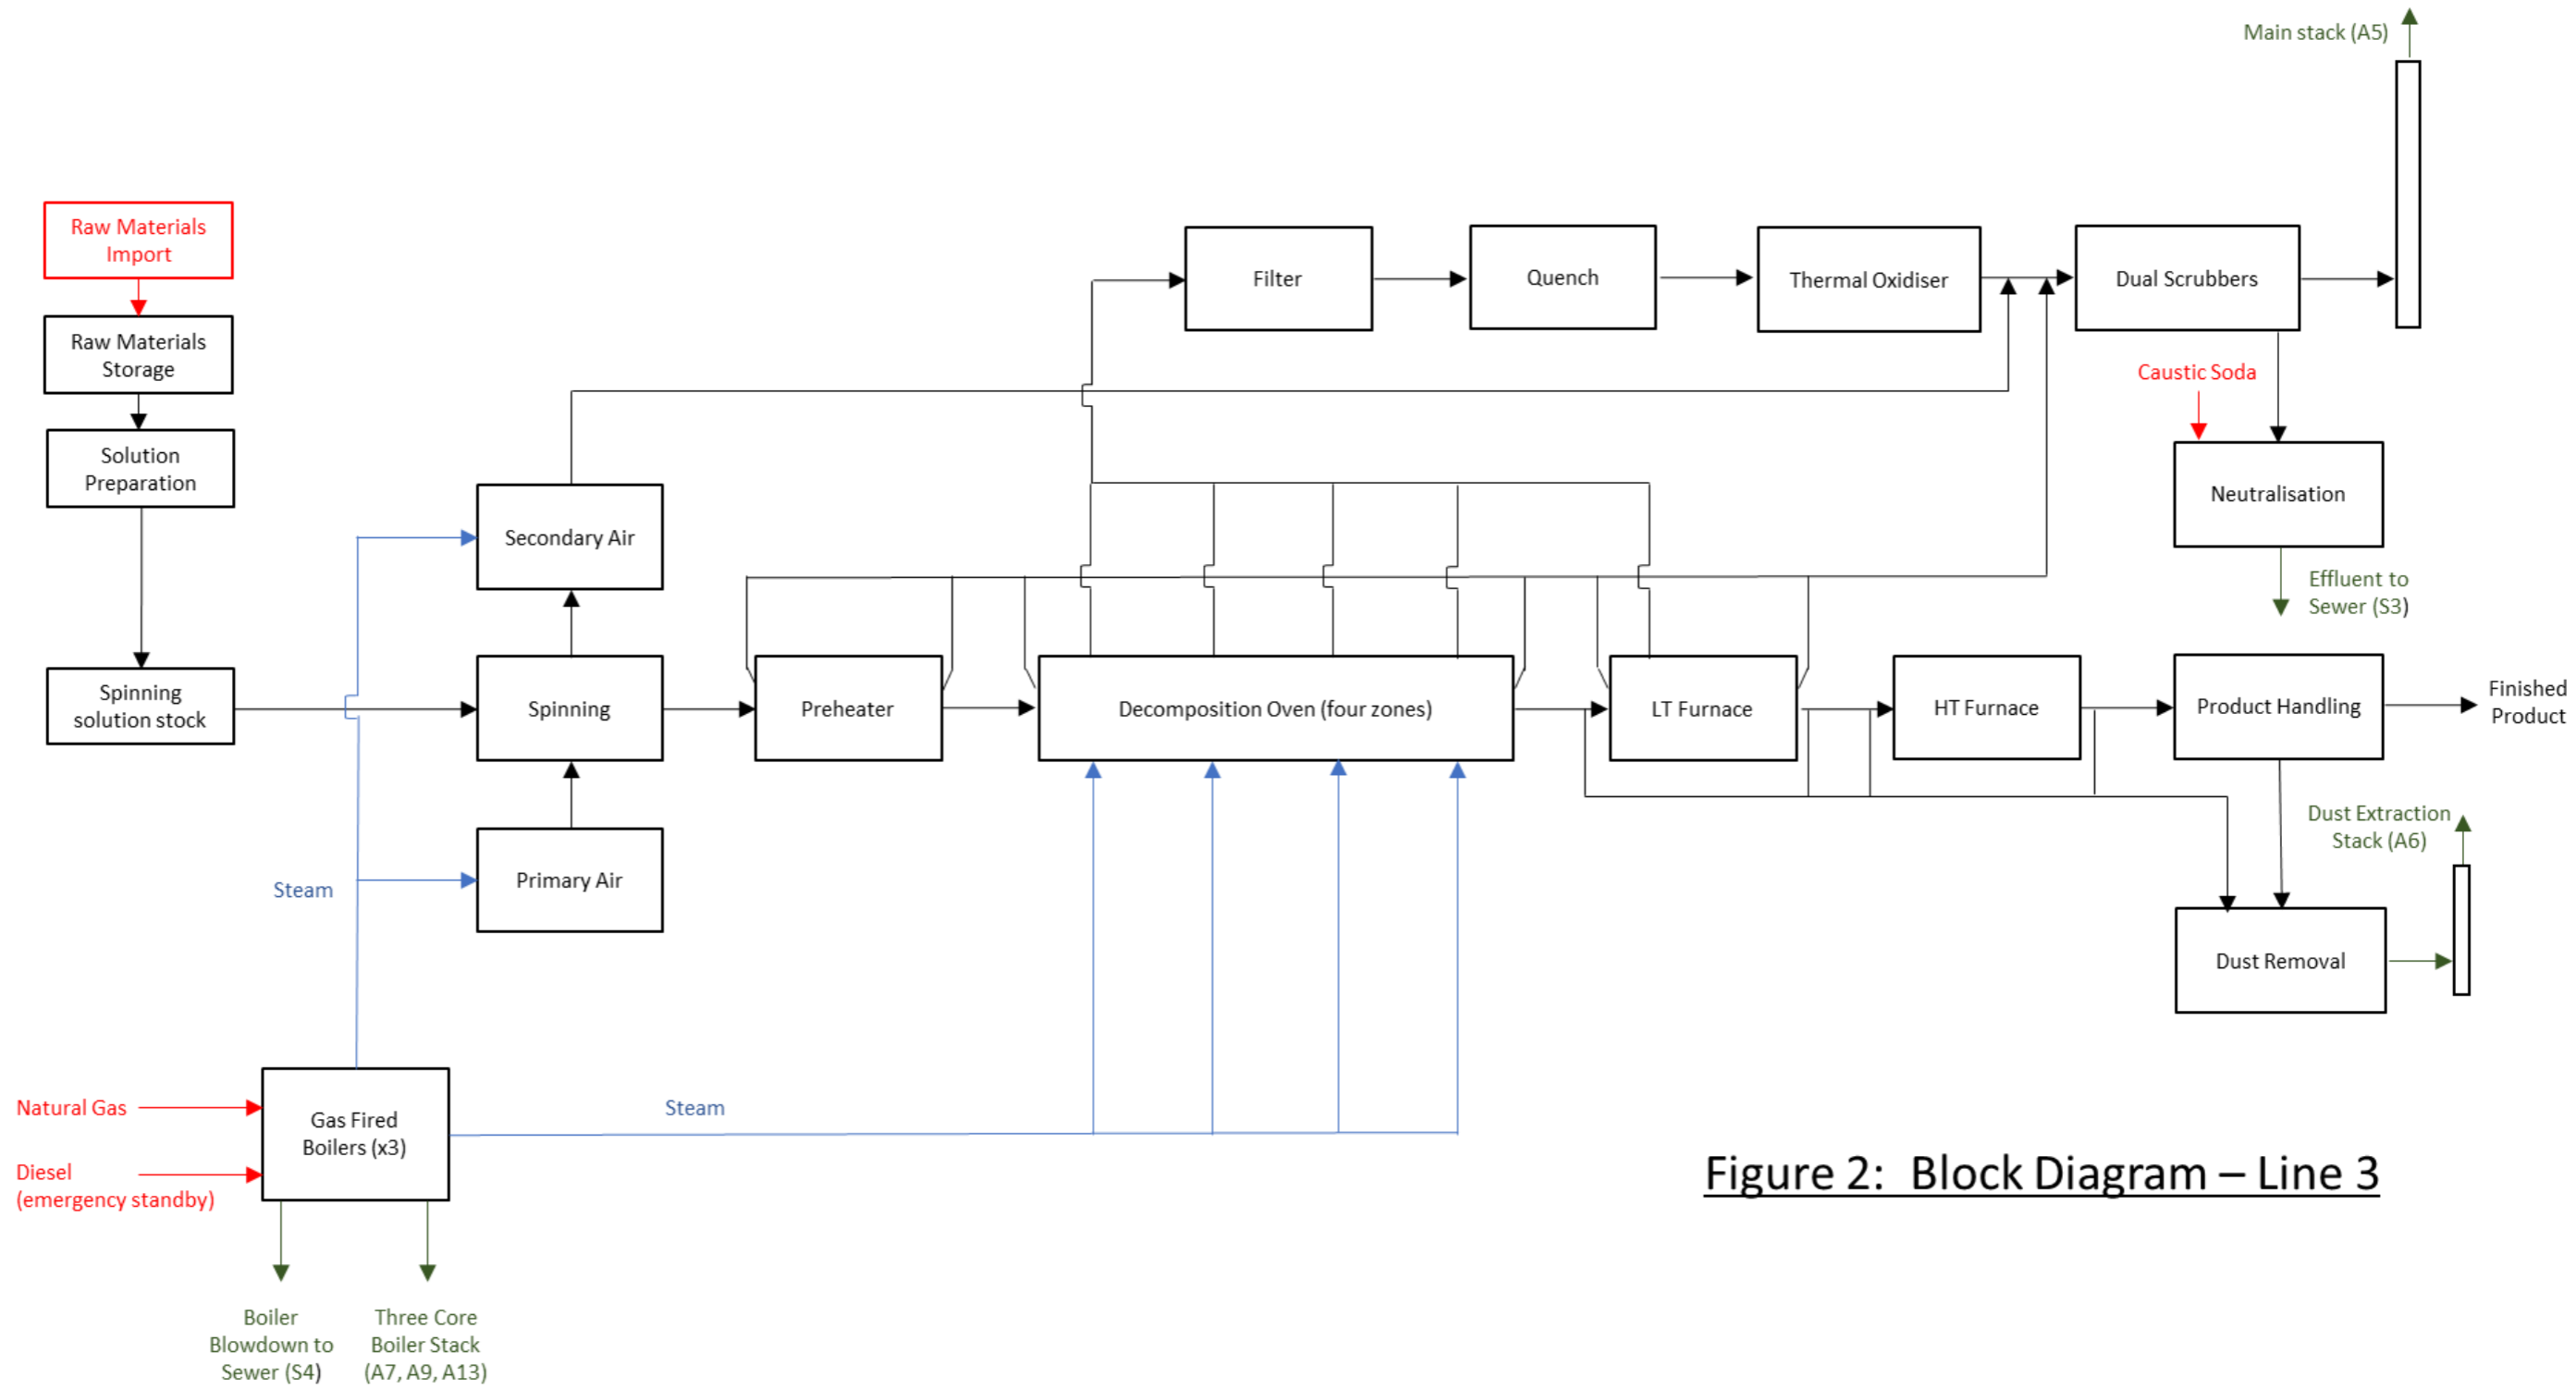 Main stack (A5)
Raw Materials
Import
Raw Materials
Storage
Solution
Preparation
Spinning
solution stock
Filter
Quench
Thermal Oxidiser
Dual Scrubbers
Caustic Soda
Neutralisation
Effluent to
Sewer (S3)
Secondary Air
Spinning
Preheater
Decomposition Oven (four zones)
LT Furnace
HT Furnace
Product Handling
Finished
Product
Primary Air
Steam
Dust Extraction
Stack (A6)
Dust Removal
Natural Gas
Diesel
(emergency standby)
Gas Fired
Boilers (x3)
Steam
Boiler
Blowdown to
Sewer (S4)
Three Core
Boiler Stack
(A7, A9, A13)
Figure 2:  Block Diagram – Line 3